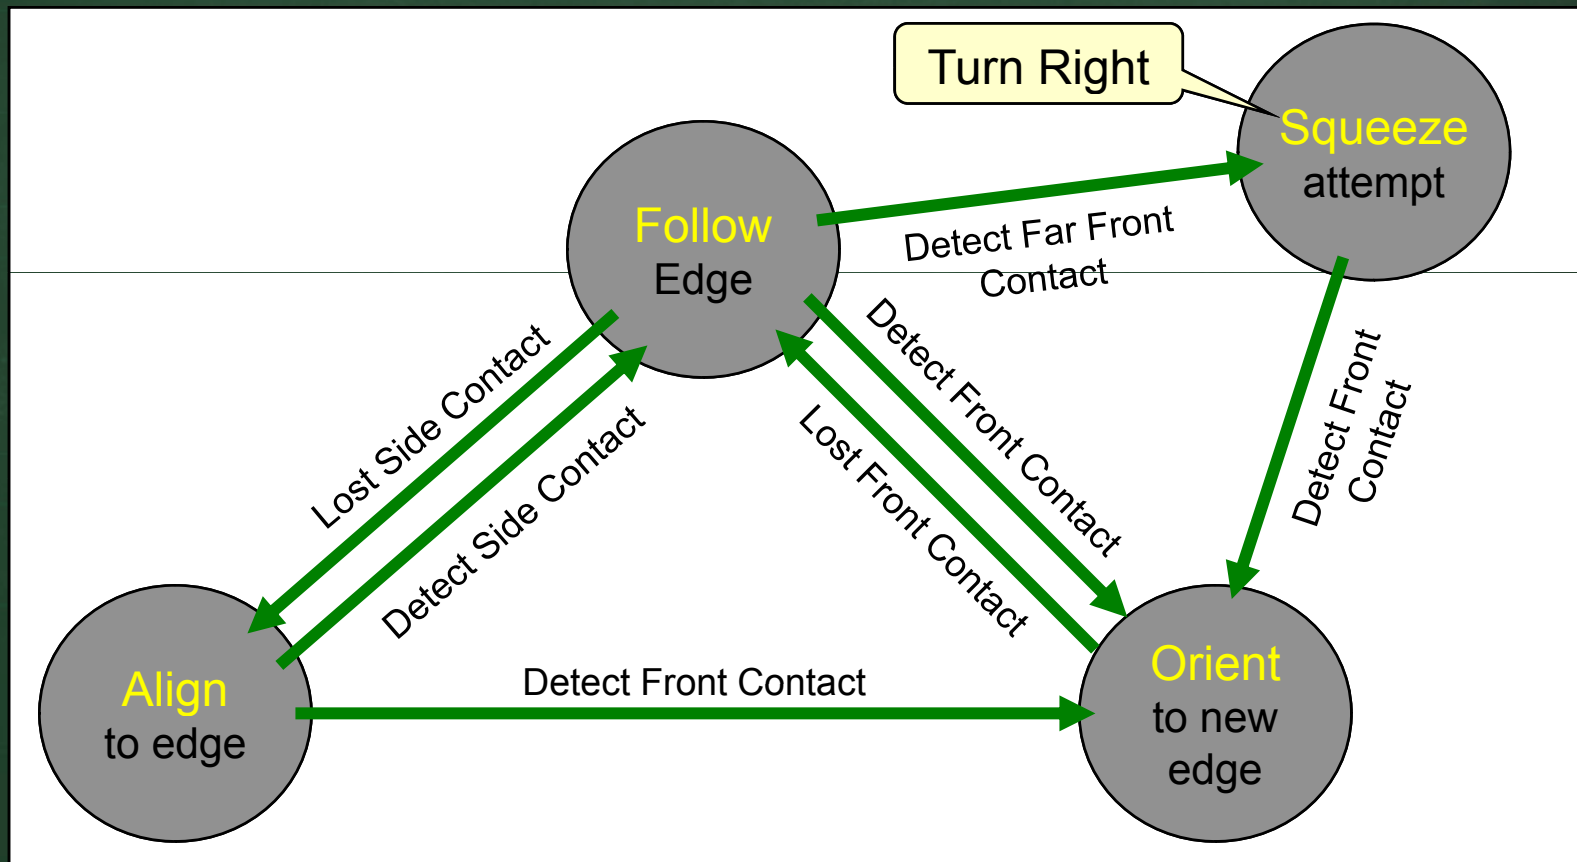 Turn Right
Squeeze
attempt
Follow
Edge
Detect Far Front
Contact
Lost Side Contact
Detect Side Contact
Detect Front Contact
Lost Front Contact
Detect Front
Contact
Align
to edge
Detect Front Contact
Orient
to new
edge